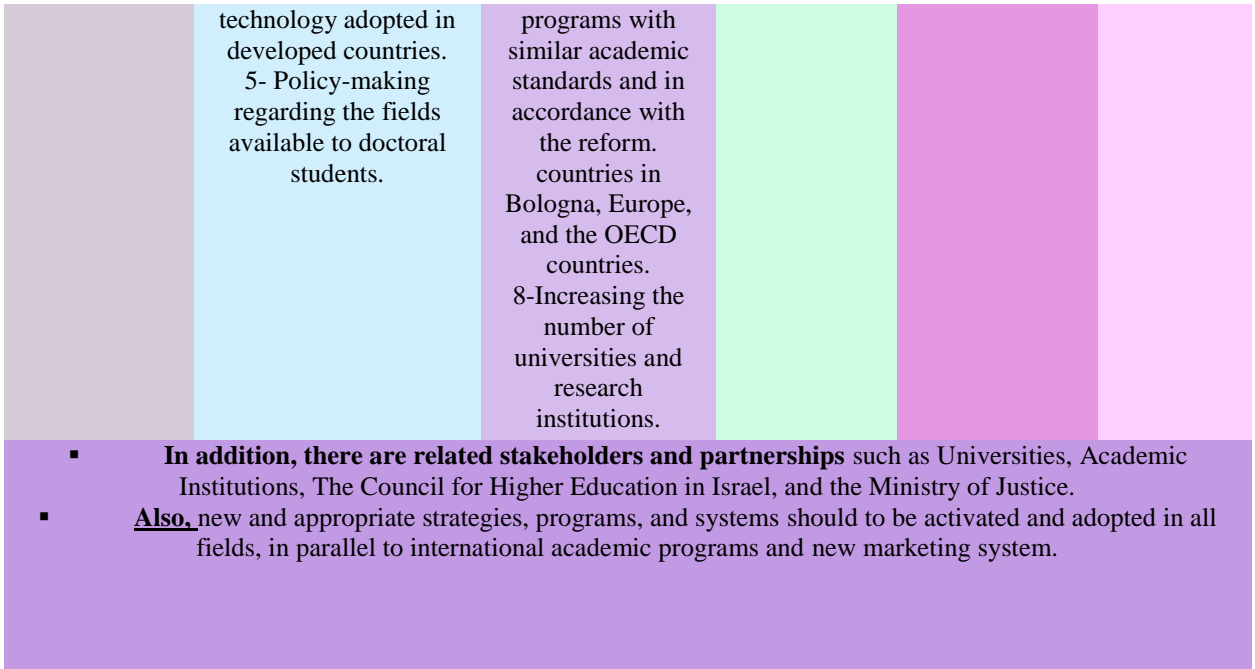 technology adopted in
developed countries.
5- Policy-making
regarding the fields
available to doctoral
students.
programs with
similar academic
standards and in
accordance with
the reform.
countries in
Bologna, Europe,
and the OECD
countries.
8-Increasing the
number of
universities and
research
institutions.
▪ In addition, there are related stakeholders and partnerships such as Universities, Academic
Institutions, The Council for Higher Education in Israel, and the Ministry of Justice.
▪ Also, new and appropriate strategies, programs, and systems should to be activated and adopted in all
fields, in parallel to international academic programs and new marketing system.